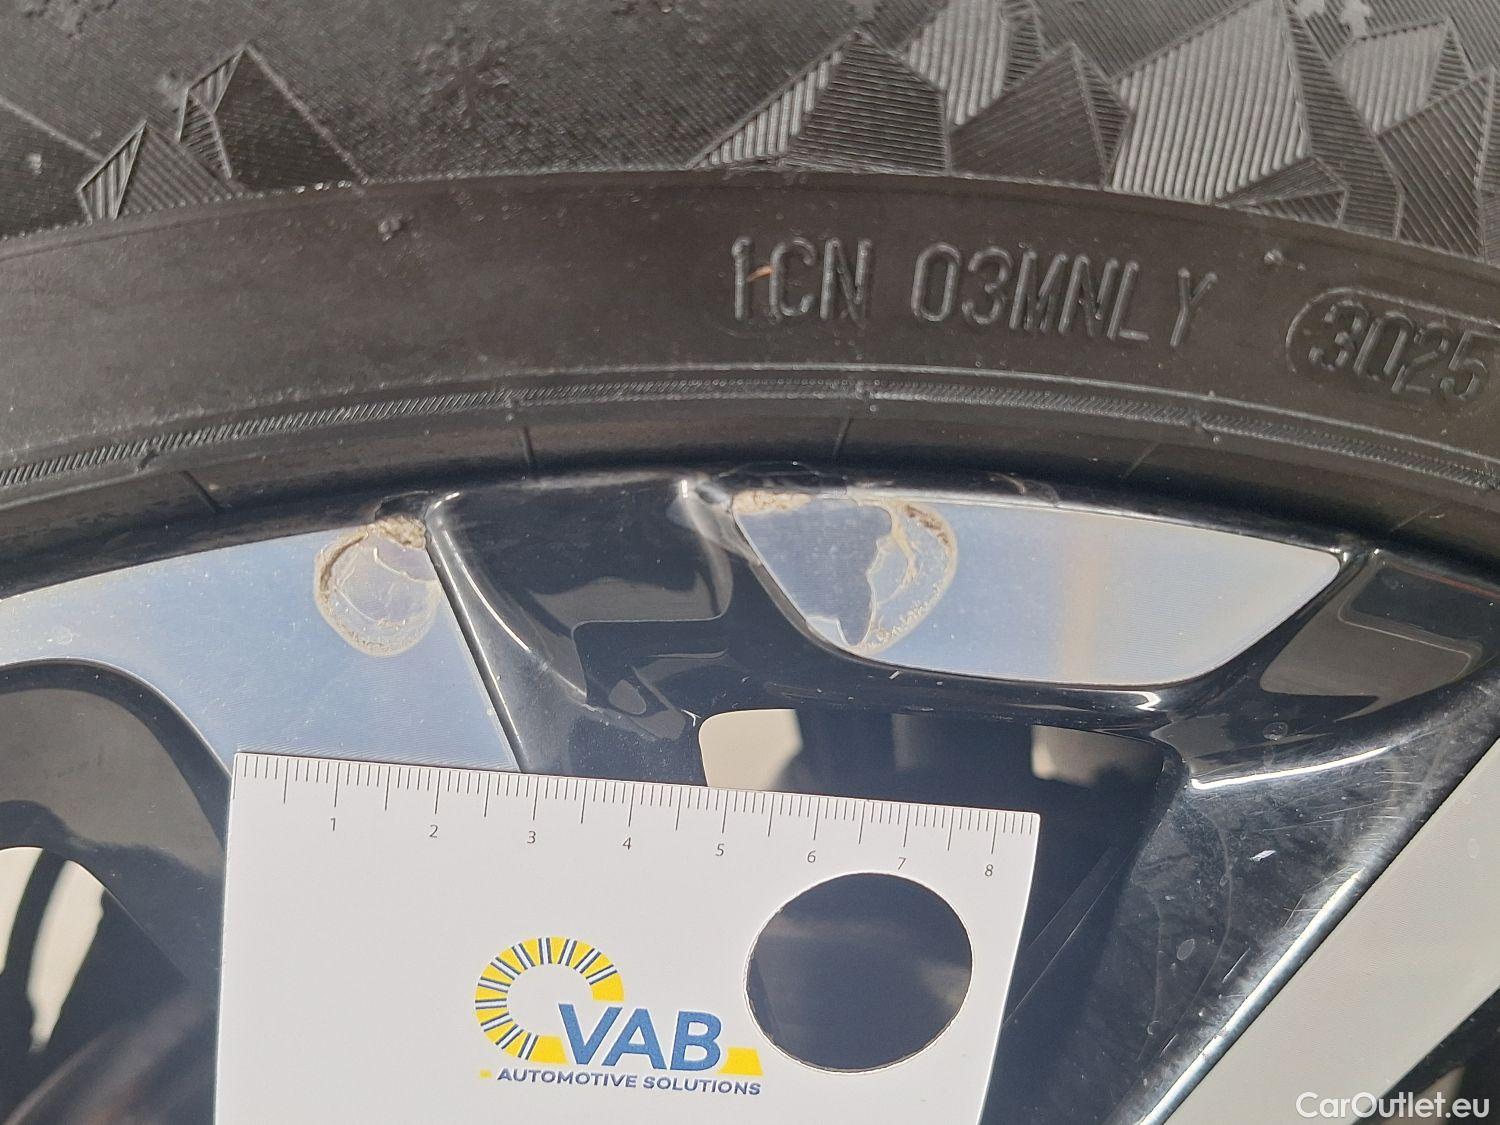 1CN 03MNLY 3025
1 2 3 4 5 6 7 8
VAB
AUTOMOTIVE SOLUTIONS
CarOutlet.eu